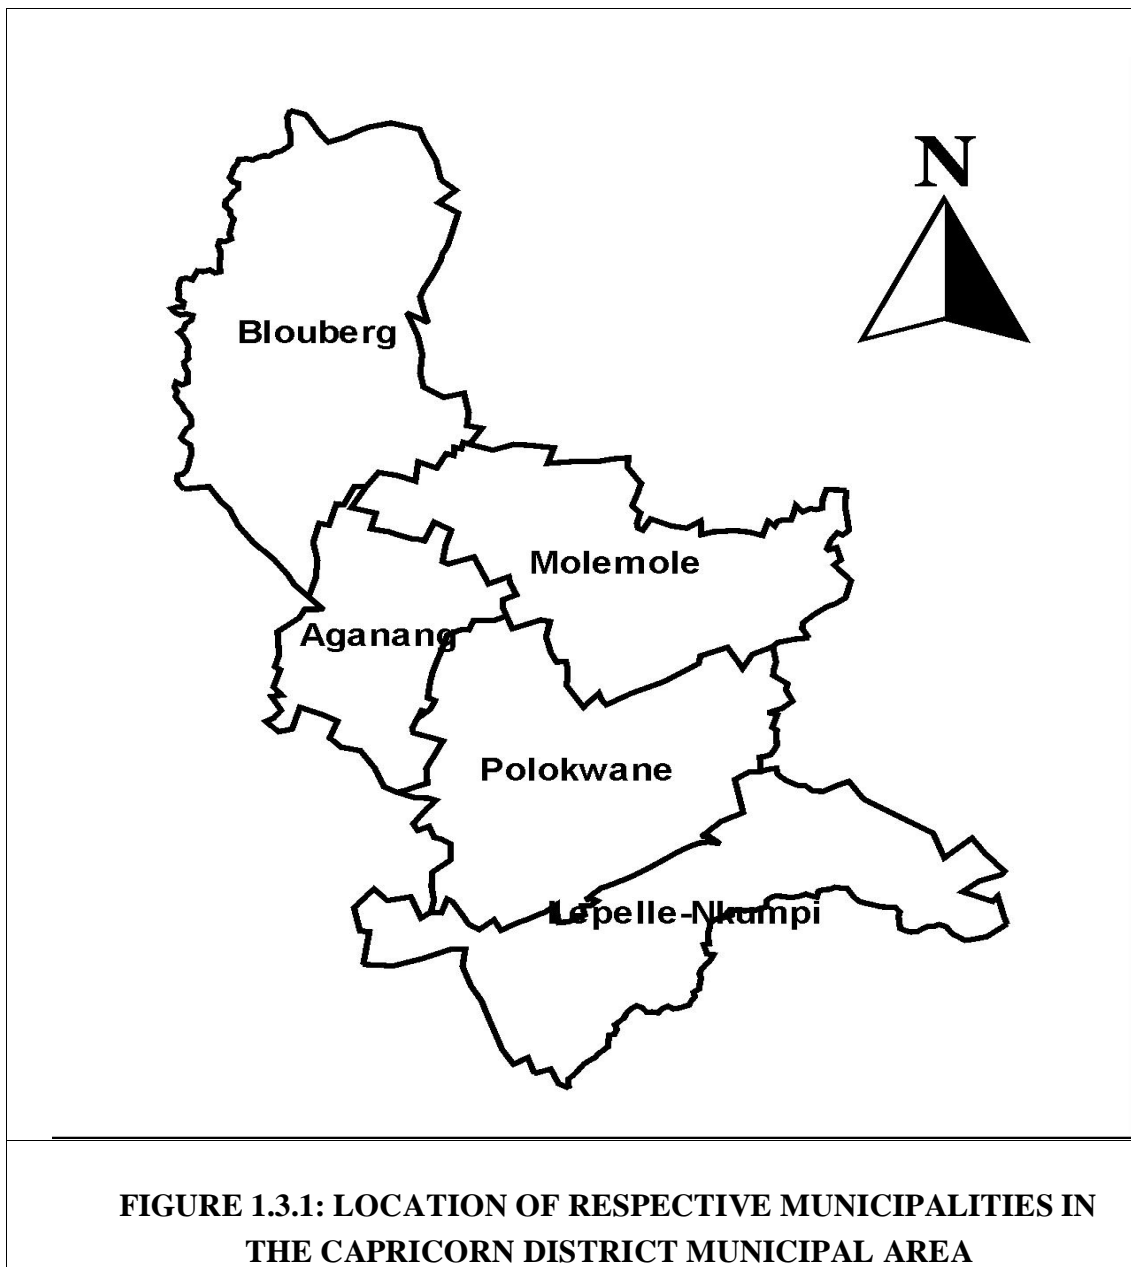 N
Blouberg
Molemole
Aganang
Polokwane
Lepelle-Nkumpi
FIGURE 1.3.1: LOCATION OF RESPECTIVE MUNICIPALITIES IN
THE CAPRICORN DISTRICT MUNICIPAL AREA